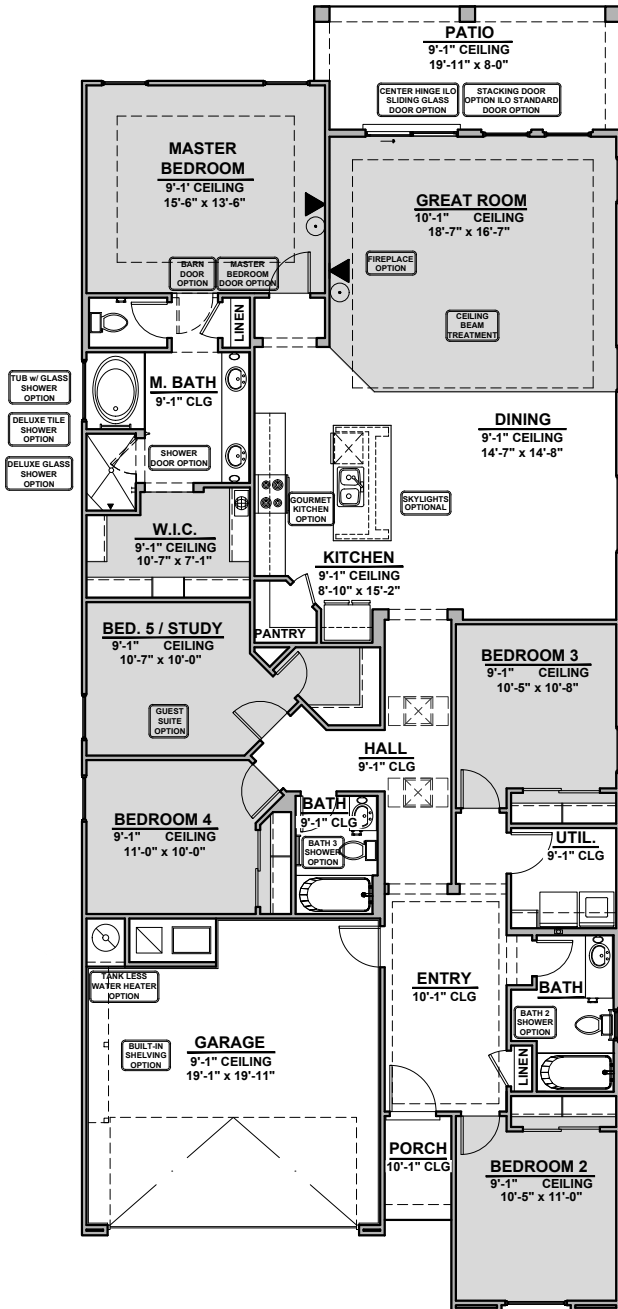 PATIO
9'-1" CEILING
19'-11" x 8-0"
CENTER HINGE ILO
SLIDING GLASS
DOOR OPTION
STACKING DOOR
OPTION ILO STANDARD
DOOR OPTION
MASTER
BEDROOM
9'-1' CEILING
15'-6" x 13'-6"
GREAT ROOM
10'-1" CEILING
18'-7" x 16'-7"
BARN
DOOR
OPTION
MASTER
BEDROOM
DOOR OPTION
FIREPLACE
OPTION
LINEN
CEILING
BEAM
TREATMENT
TUB w/ GLASS
SHOWER
OPTION
DELUXE TILE
SHOWER
OPTION
DELUXE GLASS
SHOWER
OPTION
M. BATH
9'-1" CLG
SHOWER
DOOR OPTION
DINING
9'-1" CEILING
14'-7" x 14'-8"
GOURMET
KITCHEN
OPTION
SKYLIGHTS
OPTIONAL
W.I.C.
9'-1" CEILING
10'-7" x 7'-1"
KITCHEN
9'-1" CEILING
8'-10" x 15'-2"
PANTRY
BED. 5 / STUDY
9'-1" CEILING
10'-7" x 10'-0"
GUEST
SUITE
OPTION
BEDROOM 3
9'-1" CEILING
10'-5" x 10'-8"
HALL
9'-1" CLG
BEDROOM 4
9'-1" CEILING
11'-0" x 10'-0"
BATH
9'-1" CLG
BATH 3
SHOWER
OPTION
UTIL.
9'-1" CLG
TANK LESS
WATER HEATER
OPTION
ENTRY
10'-1" CLG
BATH
BATH 2
SHOWER
OPTION
LINEN
BUILT-IN
SHELVING
OPTION
GARAGE
9'-1" CEILING
19'-1" x 19'-11"
PORCH
10'-1" CLG
BEDROOM 2
9'-1" CEILING
10'-5" x 11'-0"